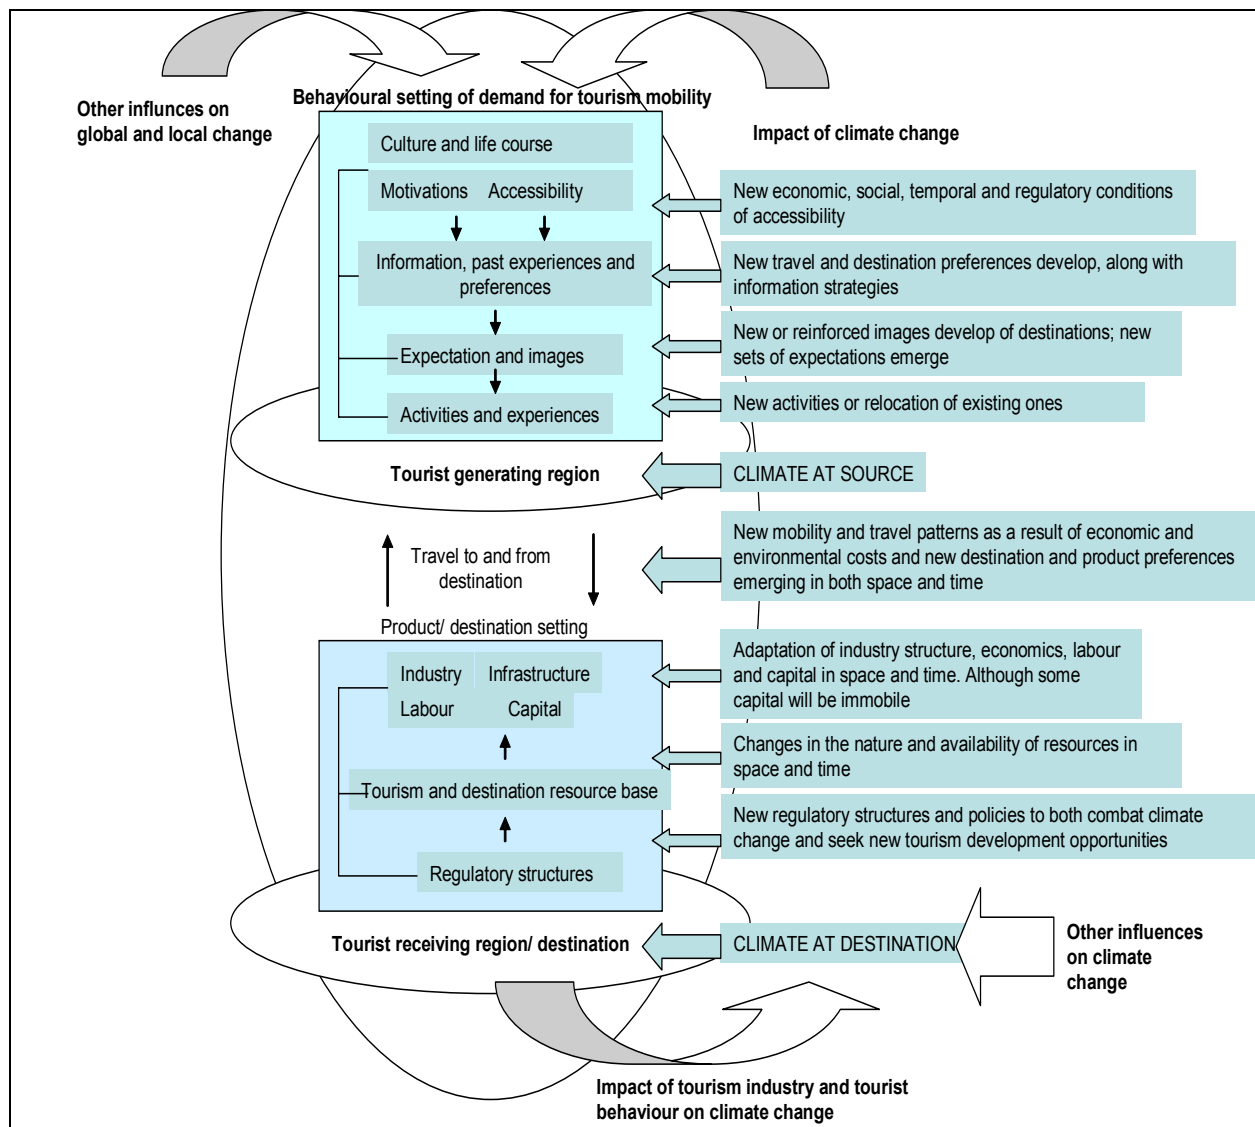 Behavioural setting of demand for tourism mobility
Other influnces on
global and local change
Impact of climate change
Culture and life course
Motivations Accessibility
New economic, social, temporal and regulatory conditions
of accessibility
Information, past experiences and
preferences
New travel and destination preferences develop, along with
information strategies
Expectation and images
New or reinforced images develop of destinations; new
sets of expectations emerge
Activities and experiences
New activities or relocation of existing ones
Tourist generating region
CLIMATE AT SOURCE
Travel to and from
destination
New mobility and travel patterns as a result of economic and
environmental costs and new destination and product preferences
emerging in both space and time
Product/ destination setting
Industry Infrastructure
Labour Capital
Adaptation of industry structure, economics, labour
and capital in space and time. Although some
capital will be immobile
Tourism and destination resource base
Changes in the nature and availability of resources in
space and time
Regulatory structures
New regulatory structures and policies to both combat climate
change and seek new tourism development opportunities
Tourist receiving region/ destination
CLIMATE AT DESTINATION
Other influences
on climate
change
Impact of tourism industry and tourist
behaviour on climate change